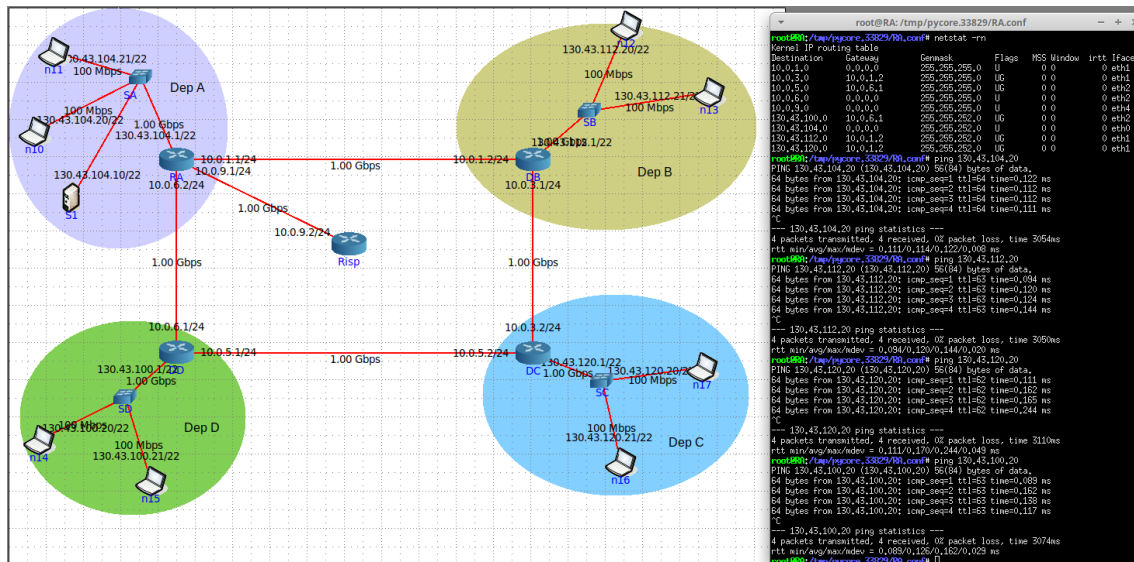 n11
130.43.104.21/22
100 Mbps
SA
Dep A
100 Mbps
130.43.104.20/22
n10
1.00 Gbps
130.43.104.1/22
130.43.104.10/22
S1
RA
10.0.1.1/24
10.0.9.1/24
10.0.6.2/24
1.00 Gbps
1.00 Gbps
10.0.9.2/24
Risp
n12
130.43.112.20/22
100 Mbps
130.43.112.21/22
100 Mbps
SB
n13
1.00 Gbps
130.43.112.1/22
10.0.1.2/24
DB
10.0.3.1/24
Dep B
1.00 Gbps
1.00 Gbps
10.0.6.1/24
10.0.5.1/24
DD
130.43.100.1/22
1.00 Gbps
SD
100 Mbps
130.43.100.20/22
n14
100 Mbps
130.43.100.21/22
n15
Dep D
1.00 Gbps
10.0.3.2/24
10.0.5.2/24
DC
130.43.120.1/22
1.00 Gbps
130.43.120.20/22
100 Mbps
SC
n17
100 Mbps
130.43.120.21/22
n16
Dep C
root@RA: /tmp/pycore.33829/RA.conf
root@RA:/tmp/pycore.33829/RA.conf# netstat -rn
Kernel IP routing table
Destination Gateway Genmask Flags MSS Window irtt Iface
10.0.1.0 0.0.0.0 255.255.255.0 U 0 0 0 eth1
10.0.3.0 10.0.1.2 255.255.255.0 UG 0 0 0 eth1
10.0.5.0 10.0.6.1 255.255.255.0 UG 0 0 0 eth2
10.0.6.0 0.0.0.0 255.255.255.0 U 0 0 0 eth2
10.0.9.0 0.0.0.0 255.255.255.0 U 0 0 0 eth4
130.43.100.0 10.0.6.1 255.255.252.0 UG 0 0 0 eth2
130.43.104.0 0.0.0.0 255.255.252.0 U 0 0 0 eth0
130.43.112.0 10.0.1.2 255.255.252.0 UG 0 0 0 eth1
130.43.120.0 10.0.1.2 255.255.252.0 UG 0 0 0 eth1
root@RA:/tmp/pycore.33829/RA.conf# ping 130.43.104.20
PING 130.43.104.20 (130.43.104.20) 56(84) bytes of data.
64 bytes from 130.43.104.20: icmp_seq=1 ttl=64 time=0.122 ms
64 bytes from 130.43.104.20: icmp_seq=2 ttl=64 time=0.112 ms
64 bytes from 130.43.104.20: icmp_seq=3 ttl=64 time=0.112 ms
64 bytes from 130.43.104.20: icmp_seq=4 ttl=64 time=0.111 ms
^C
--- 130.43.104.20 ping statistics ---
4 packets transmitted, 4 received, 0% packet loss, time 3054ms
rtt min/avg/max/mdev = 0.111/0.114/0.122/0.008 ms
root@RA:/tmp/pycore.33829/RA.conf# ping 130.43.112.20
PING 130.43.112.20 (130.43.112.20) 56(84) bytes of data.
64 bytes from 130.43.112.20: icmp_seq=1 ttl=63 time=0.094 ms
64 bytes from 130.43.112.20: icmp_seq=2 ttl=63 time=0.120 ms
64 bytes from 130.43.112.20: icmp_seq=3 ttl=63 time=0.124 ms
64 bytes from 130.43.112.20: icmp_seq=4 ttl=63 time=0.144 ms
^C
--- 130.43.112.20 ping statistics ---
4 packets transmitted, 4 received, 0% packet loss, time 3050ms
rtt min/avg/max/mdev = 0.094/0.120/0.144/0.020 ms
root@RA:/tmp/pycore.33829/RA.conf# ping 130.43.120.20
PING 130.43.120.20 (130.43.120.20) 56(84) bytes of data.
64 bytes from 130.43.120.20: icmp_seq=1 ttl=62 time=0.111 ms
64 bytes from 130.43.120.20: icmp_seq=2 ttl=62 time=0.162 ms
64 bytes from 130.43.120.20: icmp_seq=3 ttl=62 time=0.165 ms
64 bytes from 130.43.120.20: icmp_seq=4 ttl=62 time=0.244 ms
^C
--- 130.43.120.20 ping statistics ---
4 packets transmitted, 4 received, 0% packet loss, time 3110ms
rtt min/avg/max/mdev = 0.111/0.170/0.244/0.049 ms
root@RA:/tmp/pycore.33829/RA.conf# ping 130.43.100.20
PING 130.43.100.20 (130.43.100.20) 56(84) bytes of data.
64 bytes from 130.43.100.20: icmp_seq=1 ttl=63 time=0.089 ms
64 bytes from 130.43.100.20: icmp_seq=2 ttl=63 time=0.162 ms
64 bytes from 130.43.100.20: icmp_seq=3 ttl=63 time=0.138 ms
64 bytes from 130.43.100.20: icmp_seq=4 ttl=63 time=0.117 ms
^C
--- 130.43.100.20 ping statistics ---
4 packets transmitted, 4 received, 0% packet loss, time 3074ms
rtt min/avg/max/mdev = 0.089/0.126/0.162/0.029 ms
root@RA:/tmp/pycore.33829/RA.conf#